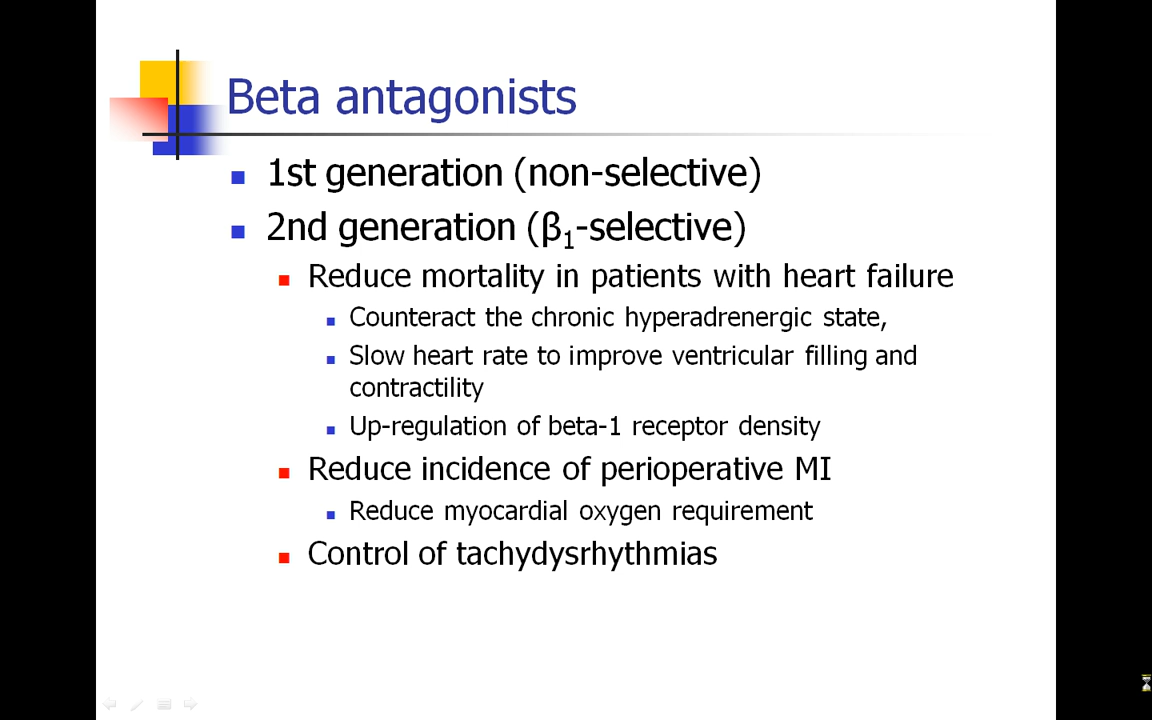 Beta antagonists
1st generation (non-selective)
2nd generation (β₁-selective)
Reduce mortality in patients with heart failure
Counteract the chronic hyperadrenergic state,
Slow heart rate to improve ventricular filling and
contractility
Up-regulation of beta-1 receptor density
Reduce incidence of perioperative MI
Reduce myocardial oxygen requirement
Control of tachydysrhythmias